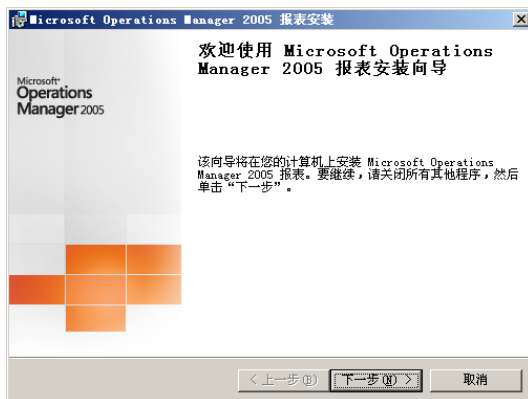 Microsoft Operations Manager 2005 报表安装
Microsoft
Operations
Manager 2005
欢迎使用 Microsoft Operations
Manager 2005 报表安装向导
该向导将在您的计算机上安装 Microsoft Operations
Manager 2005 报表。要继续，请关闭所有其他程序，然后
单击“下一步”。
< 上一步(B)
下一步(N) >
取消